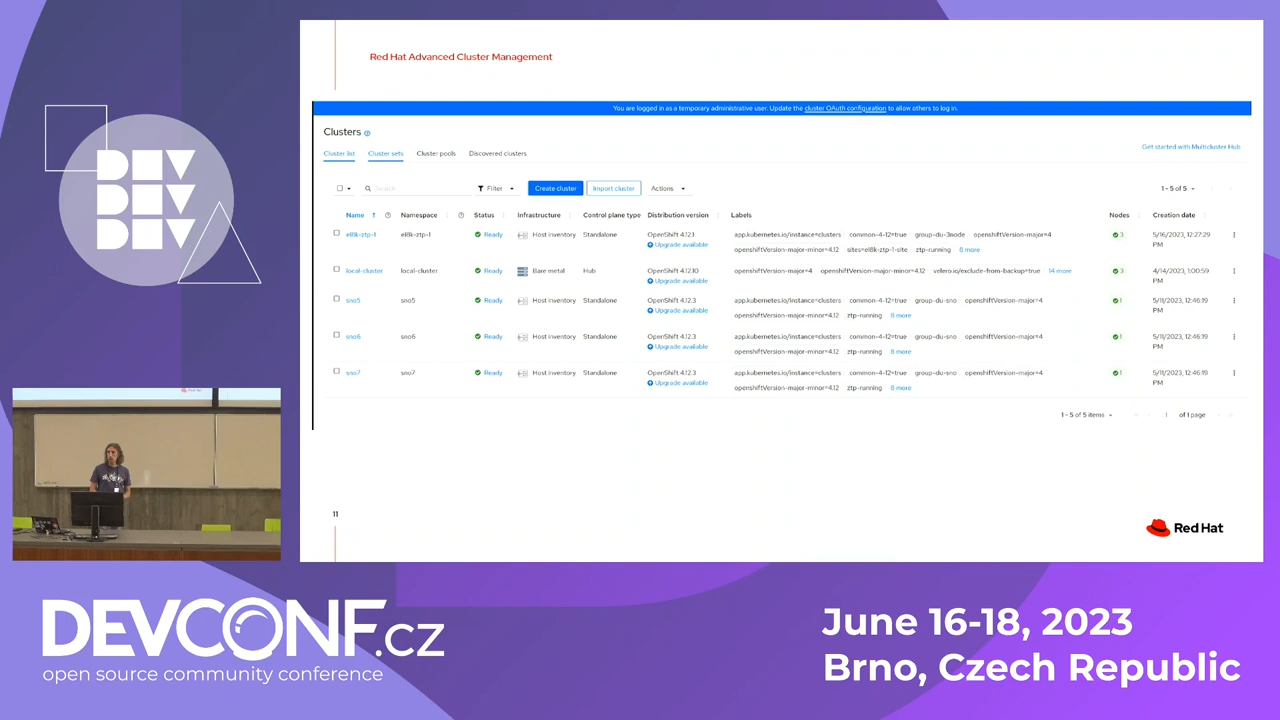 Red Hat Advanced Cluster Management
You are logged in as a temporary administrative user. Update the cluster OAuth configuration to allow others to log in.
Clusters
Cluster list Cluster sets Cluster pools Discovered clusters
Get started with Multicluster Hub
Search Filter Create cluster Import cluster Actions 1 - 5 of 5
Name Namespace Status Infrastructure Control plane type Distribution version Labels Nodes Creation date
el8k-ztp-1 el8k-ztp-1 Ready Host inventory Standalone OpenShift 4.12.1 app.kubernetes.io/instance=clusters common-4-12=true group-du-3node openshiftVersion-major=4 3 5/16/2023, 12:27:29 PM
Upgrade available openshiftVersion-major-minor=4.12 sites=el8k-ztp-1-site ztp-running 8 more
local-cluster local-cluster Ready Bare metal Hub OpenShift 4.12.10 openshiftVersion-major=4 openshiftVersion-major-minor=4.12 velero.io/exclude-from-backup=true 14 more 3 4/14/2023, 1:00:59 PM
Upgrade available
sno5 sno5 Ready Host inventory Standalone OpenShift 4.12.3 app.kubernetes.io/instance=clusters common-4-12=true group-du-sno openshiftVersion-major=4 1 5/11/2023, 12:46:19 PM
Upgrade available openshiftVersion-major-minor=4.12 ztp-running 8 more
sno6 sno6 Ready Host inventory Standalone OpenShift 4.12.3 app.kubernetes.io/instance=clusters common-4-12=true group-du-sno openshiftVersion-major=4 1 5/11/2023, 12:46:19 PM
Upgrade available openshiftVersion-major-minor=4.12 ztp-running 8 more
sno7 sno7 Ready Host inventory Standalone OpenShift 4.12.3 app.kubernetes.io/instance=clusters common-4-12=true group-du-sno openshiftVersion-major=4 1 5/11/2023, 12:46:19 PM
Upgrade available openshiftVersion-major-minor=4.12 ztp-running 8 more
1 - 5 of 5 items 1 of 1 page
11
Red Hat
DEV
DEV
DEV
DEVCONF.cz
open source community conference
June 16-18, 2023
Brno, Czech Republic